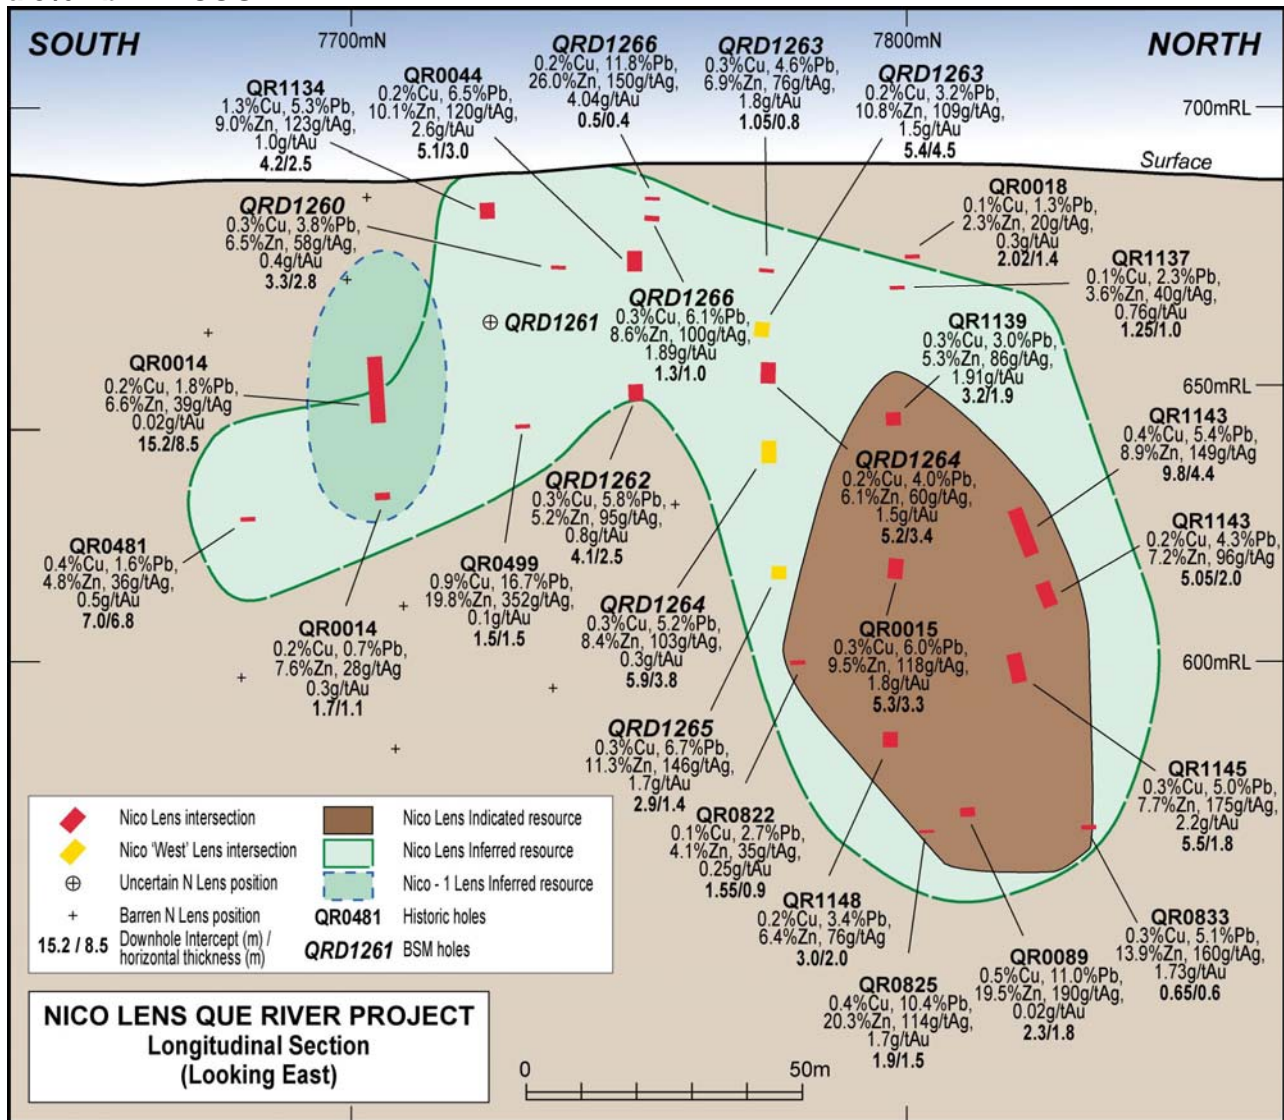 SOUTH
7700mN
7800mN
NORTH
700mRL
Surface
650mRL
600mRL
QR1134
1.3%Cu, 5.3%Pb,
9.0%Zn, 123g/tAg,
1.0g/tAu
4.2/2.5
QR0044
0.2%Cu, 6.5%Pb,
10.1%Zn, 120g/tAg,
2.6g/tAu
5.1/3.0
QRD1266
0.2%Cu, 11.8%Pb,
26.0%Zn, 150g/tAg,
4.04g/tAu
0.5/0.4
QRD1263
0.3%Cu, 4.6%Pb,
6.9%Zn, 76g/tAg,
1.8g/tAu
1.05/0.8
QRD1263
0.2%Cu, 3.2%Pb,
10.8%Zn, 109g/tAg,
1.5g/tAu
5.4/4.5
QRD1260
0.3%Cu, 3.8%Pb,
6.5%Zn, 58g/tAg,
0.4g/tAu
3.3/2.8
QR0018
0.1%Cu, 1.3%Pb,
2.3%Zn, 20g/tAg,
0.3g/tAu
2.02/1.4
QR1137
0.1%Cu, 2.3%Pb,
3.6%Zn, 40g/tAg,
0.76g/tAu
1.25/1.0
QRD1261
QRD1266
0.3%Cu, 6.1%Pb,
8.6%Zn, 100g/tAg,
1.89g/tAu
1.3/1.0
QR1139
0.3%Cu, 3.0%Pb,
5.3%Zn, 86g/tAg,
1.91g/tAu
3.2/1.9
QR0014
0.2%Cu, 1.8%Pb,
6.6%Zn, 39g/tAg
0.02g/tAu
15.2/8.5
QR1143
0.4%Cu, 5.4%Pb,
8.9%Zn, 149g/tAg
9.8/4.4
QRD1264
0.2%Cu, 4.0%Pb,
6.1%Zn, 60g/tAg,
1.5g/tAu
5.2/3.4
QRD1262
0.3%Cu, 5.8%Pb,
5.2%Zn, 95g/tAg,
0.8g/tAu
4.1/2.5
QR1143
0.2%Cu, 4.3%Pb,
7.2%Zn, 96g/tAg
5.05/2.0
QR0481
0.4%Cu, 1.6%Pb,
4.8%Zn, 36g/tAg,
0.5g/tAu
7.0/6.8
QR0499
0.9%Cu, 16.7%Pb,
19.8%Zn, 352g/tAg,
0.1g/tAu
1.5/1.5
QRD1264
0.3%Cu, 5.2%Pb,
8.4%Zn, 103g/tAg,
0.3g/tAu
5.9/3.8
QR0014
0.2%Cu, 0.7%Pb,
7.6%Zn, 28g/tAg,
0.3g/tAu
1.7/1.1
QR0015
0.3%Cu, 6.0%Pb,
9.5%Zn, 118g/tAg,
1.8g/tAu
5.3/3.3
QRD1265
0.3%Cu, 6.7%Pb,
11.3%Zn, 146g/tAg,
1.7g/tAu
2.9/1.4
QR1145
0.3%Cu, 5.0%Pb,
7.7%Zn, 175g/tAg,
2.2g/tAu
5.5/1.8
QR0822
0.1%Cu, 2.7%Pb,
4.1%Zn, 35g/tAg,
0.25g/tAu
1.55/0.9
QR1148
0.2%Cu, 3.4%Pb,
6.4%Zn, 76g/tAg
3.0/2.0
QR0825
0.4%Cu, 10.4%Pb,
20.3%Zn, 114g/tAg,
1.7g/tAu
1.9/1.5
QR0089
0.5%Cu, 11.0%Pb,
19.5%Zn, 190g/tAg,
0.02g/tAu
2.3/1.8
QR0833
0.3%Cu, 5.1%Pb,
13.9%Zn, 160g/tAg,
1.73g/tAu
0.65/0.6
Nico Lens intersection
Nico 'West' Lens intersection
Uncertain N Lens position
Barren N Lens position
15.2 / 8.5 Downhole Intercept (m) /
horizontal thickness (m)
Nico Lens Indicated resource
Nico Lens Inferred resource
Nico - 1 Lens Inferred resource
QR0481 Historic holes
QRD1261 BSM holes
NICO LENS QUE RIVER PROJECT
Longitudinal Section
(Looking East)
0 50m